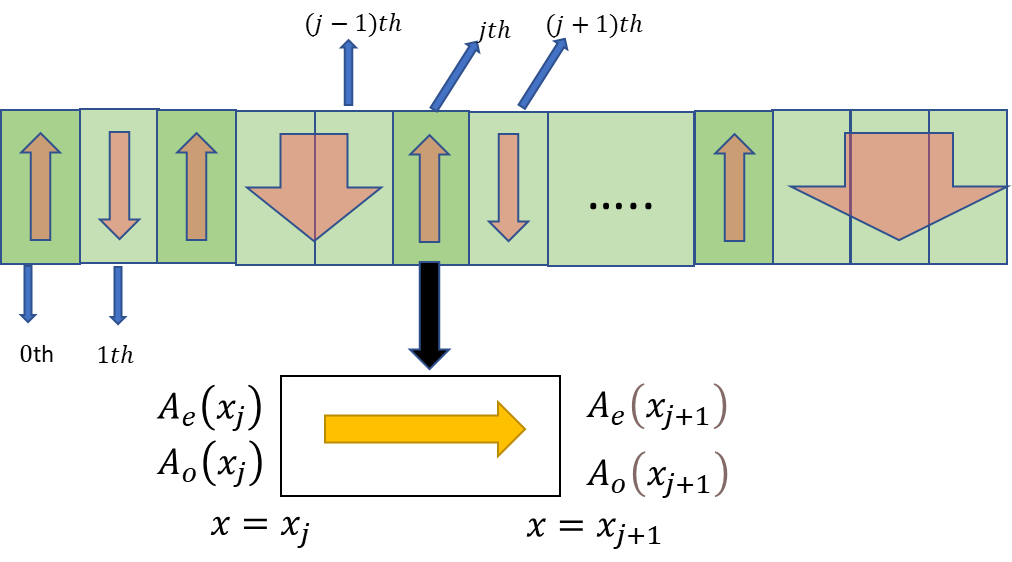 (j − 1)th
jth
(j + 1)th
.....
0th
1th
A_e(x_j)
A_e(x_{j+1})
A_o(x_j)
A_o(x_{j+1})
x = x_j
x = x_{j+1}